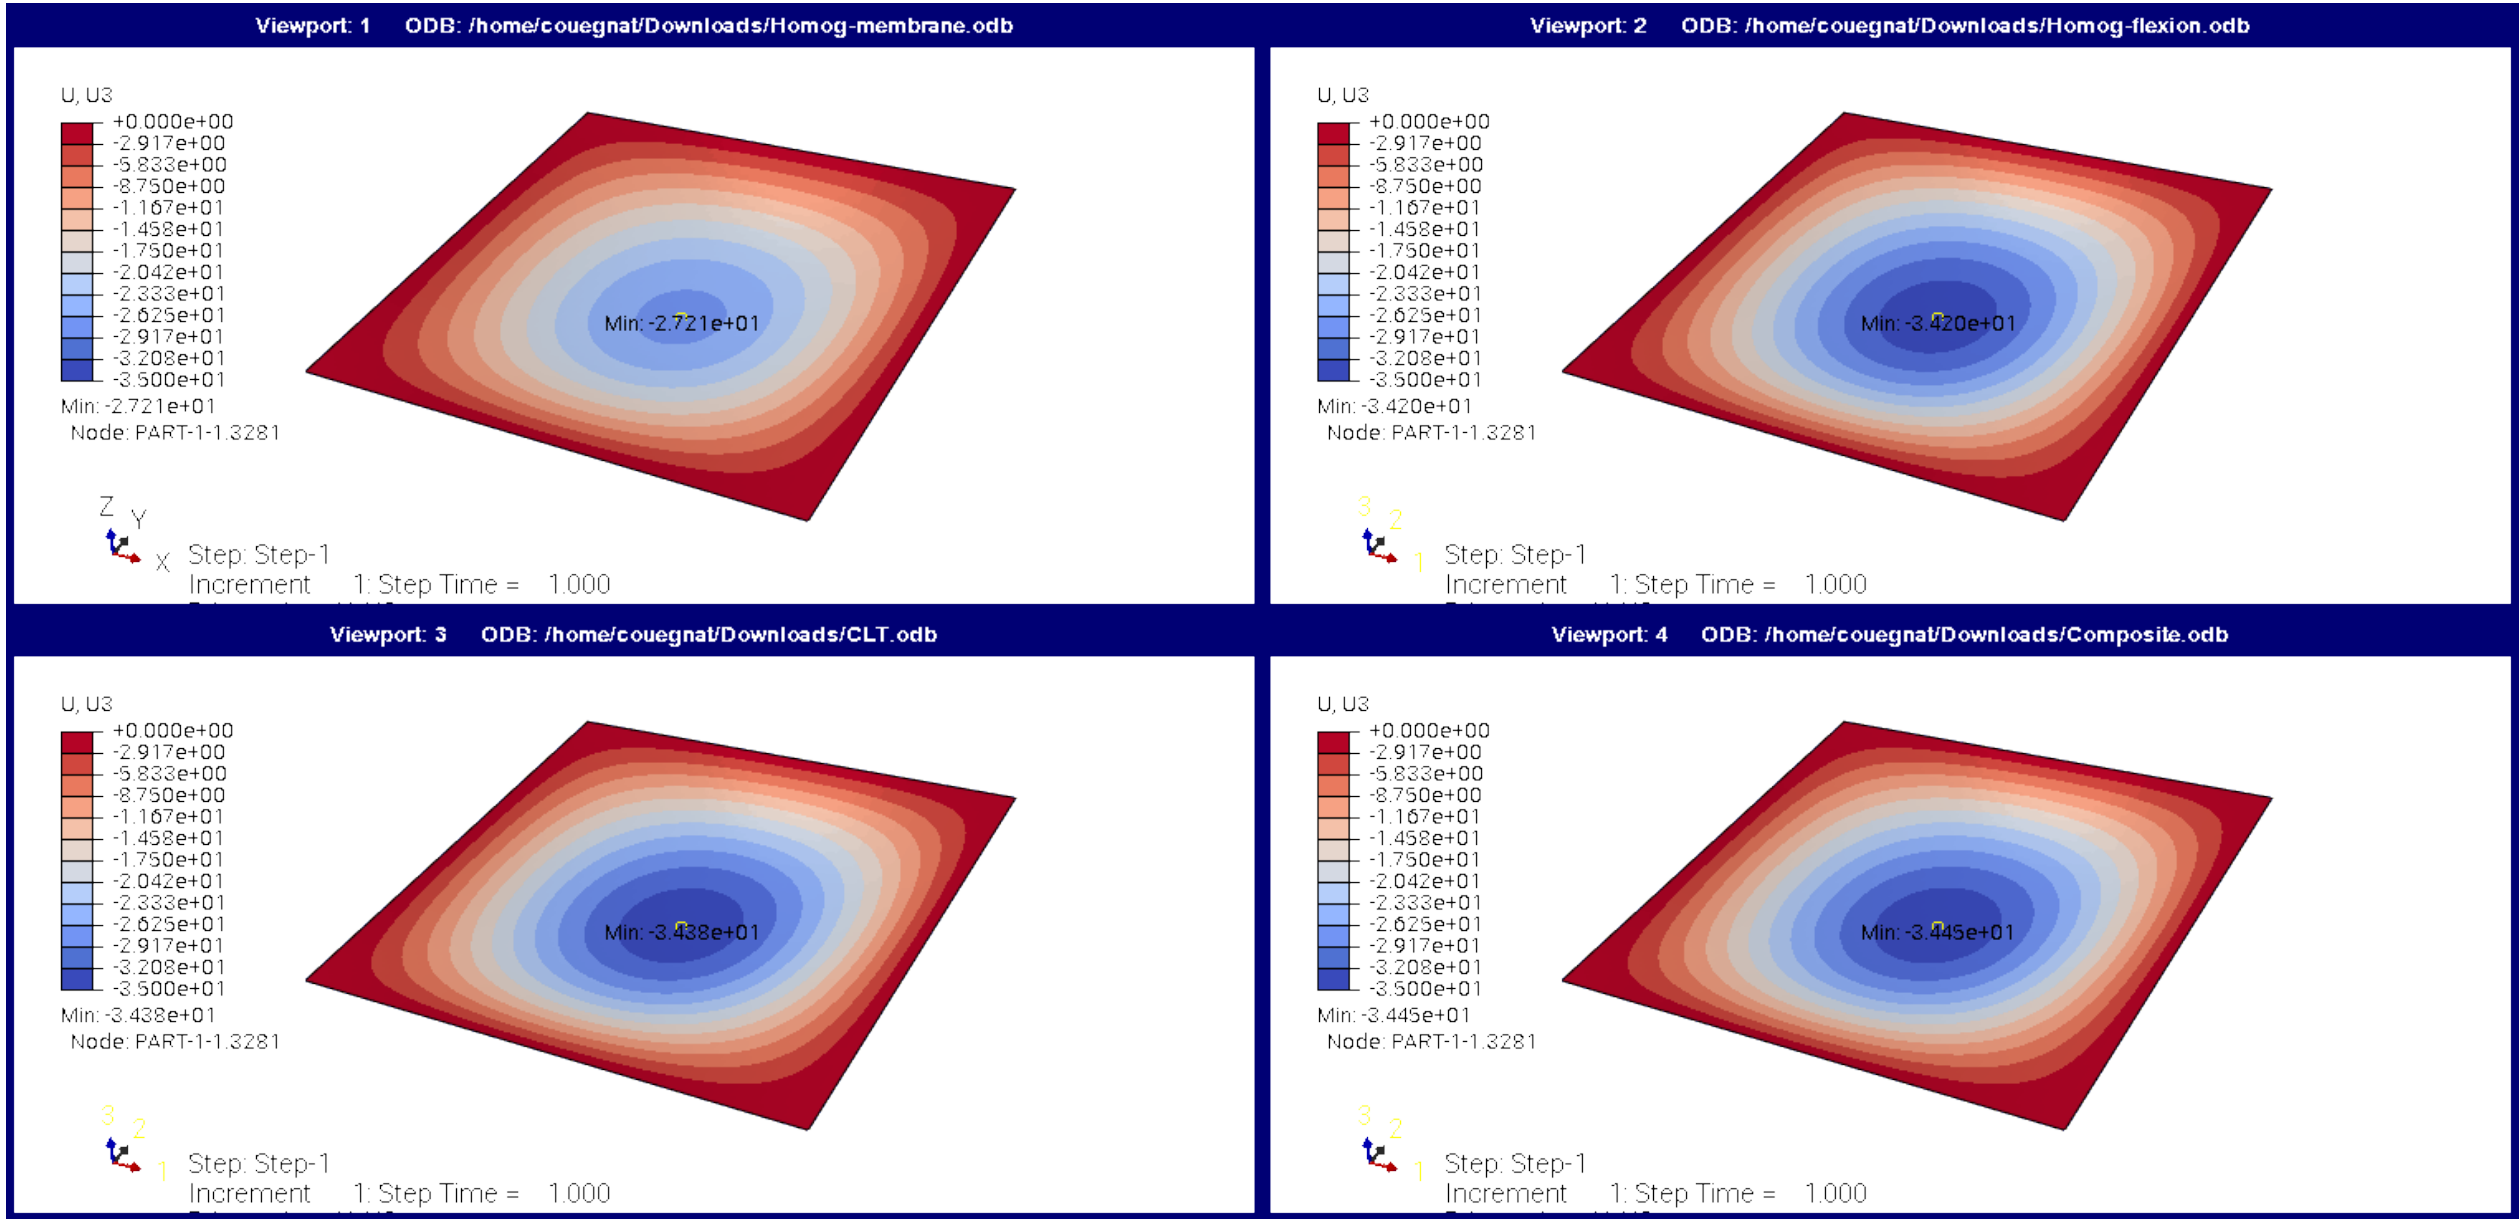 Viewport: 1 ODB: /home/couegnat/Downloads/Homog-membrane.odb
U, U3
+0.000e+00
-2.917e+00
-5.833e+00
-8.750e+00
-1.167e+01
-1.458e+01
-1.750e+01
-2.042e+01
-2.333e+01
-2.625e+01
-2.917e+01
-3.208e+01
-3.500e+01
Min: -2.721e+01
Node: PART-1-1.3281
Min: -2.721e+01
Z
Y
X
Step: Step-1
Increment 1: Step Time = 1.000
Viewport: 2 ODB: /home/couegnat/Downloads/Homog-flexion.odb
U, U3
+0.000e+00
-2.917e+00
-5.833e+00
-8.750e+00
-1.167e+01
-1.458e+01
-1.750e+01
-2.042e+01
-2.333e+01
-2.625e+01
-2.917e+01
-3.208e+01
-3.500e+01
Min: -3.420e+01
Node: PART-1-1.3281
Min: -3.420e+01
3
2
1
Step: Step-1
Increment 1: Step Time = 1.000
Viewport: 3 ODB: /home/couegnat/Downloads/CLT.odb
U, U3
+0.000e+00
-2.917e+00
-5.833e+00
-8.750e+00
-1.167e+01
-1.458e+01
-1.750e+01
-2.042e+01
-2.333e+01
-2.625e+01
-2.917e+01
-3.208e+01
-3.500e+01
Min: -3.438e+01
Node: PART-1-1.3281
Min: -3.438e+01
3
2
1
Step: Step-1
Increment 1: Step Time = 1.000
Viewport: 4 ODB: /home/couegnat/Downloads/Composite.odb
U, U3
+0.000e+00
-2.917e+00
-5.833e+00
-8.750e+00
-1.167e+01
-1.458e+01
-1.750e+01
-2.042e+01
-2.333e+01
-2.625e+01
-2.917e+01
-3.208e+01
-3.500e+01
Min: -3.445e+01
Node: PART-1-1.3281
Min: -3.445e+01
3
2
1
Step: Step-1
Increment 1: Step Time = 1.000